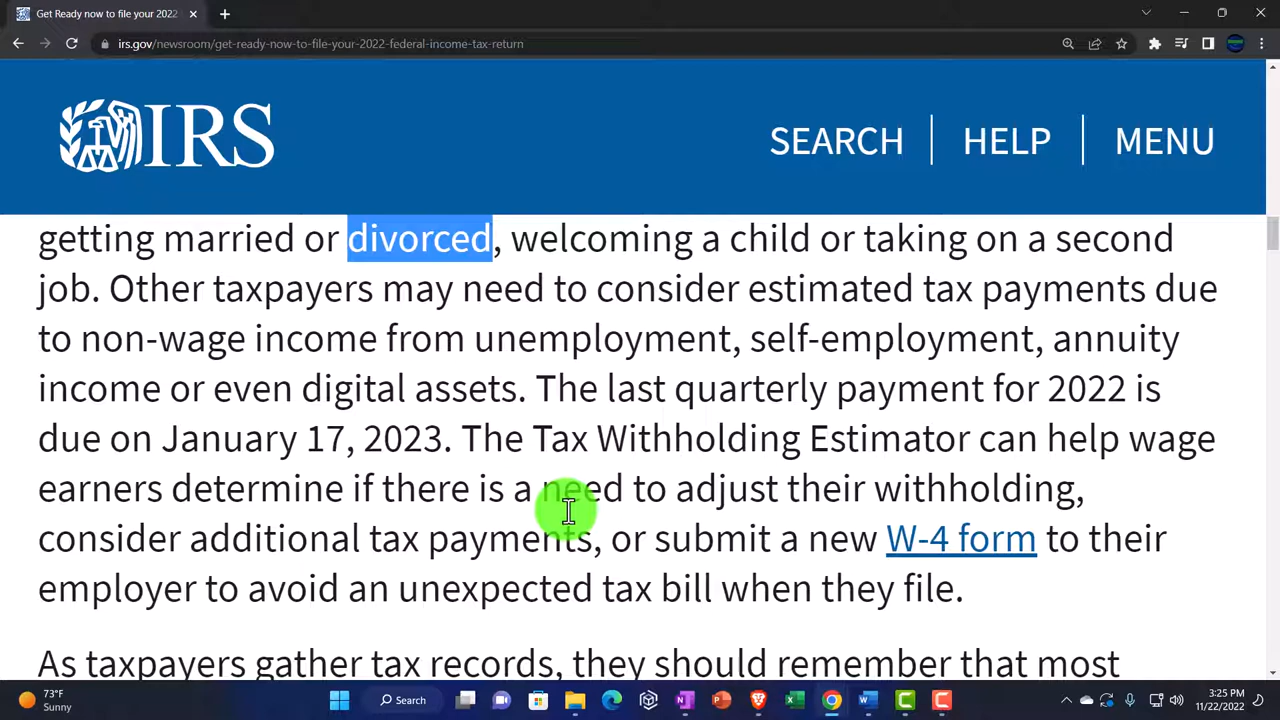 Get Ready now to file your 2022
irs.gov/newsroom/get-ready-now-to-file-your-2022-federal-income-tax-return
IRS
SEARCH HELP MENU
getting married or divorced, welcoming a child or taking on a second
job. Other taxpayers may need to consider estimated tax payments due
to non-wage income from unemployment, self-employment, annuity
income or even digital assets. The last quarterly payment for 2022 is
due on January 17, 2023. The Tax Withholding Estimator can help wage
earners determine if there is a need to adjust their withholding,
consider additional tax payments, or submit a new W-4 form to their
employer to avoid an unexpected tax bill when they file.
As taxpayers gather tax records, they should remember that most
73°F
Sunny
Search
3:25 PM
11/22/2022